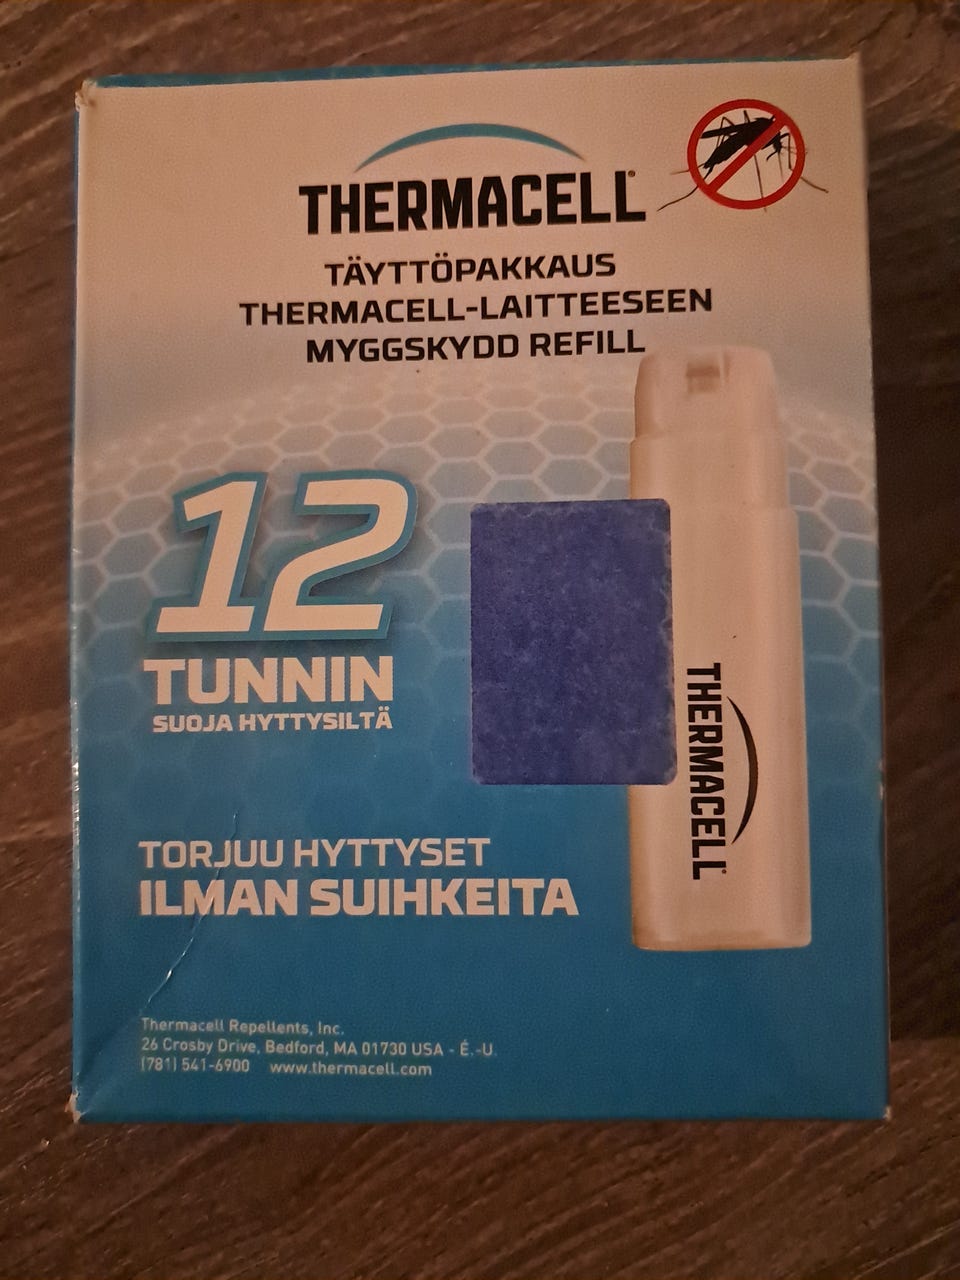 THERMACELL®
TÄYTTÖPAKKAUS
THERMACELL-LAITTEESEEN
MYGGSKYDD REFILL
12
TUNNIN
SUOJA HYTTYSILTÄ
THERMACELL®
TORJUU HYTTYSET
ILMAN SUIHKEITA
Thermacell Repellents, Inc.
26 Crosby Drive, Bedford, MA 01730 USA - É.-U.
(781) 541-6900 www.thermacell.com